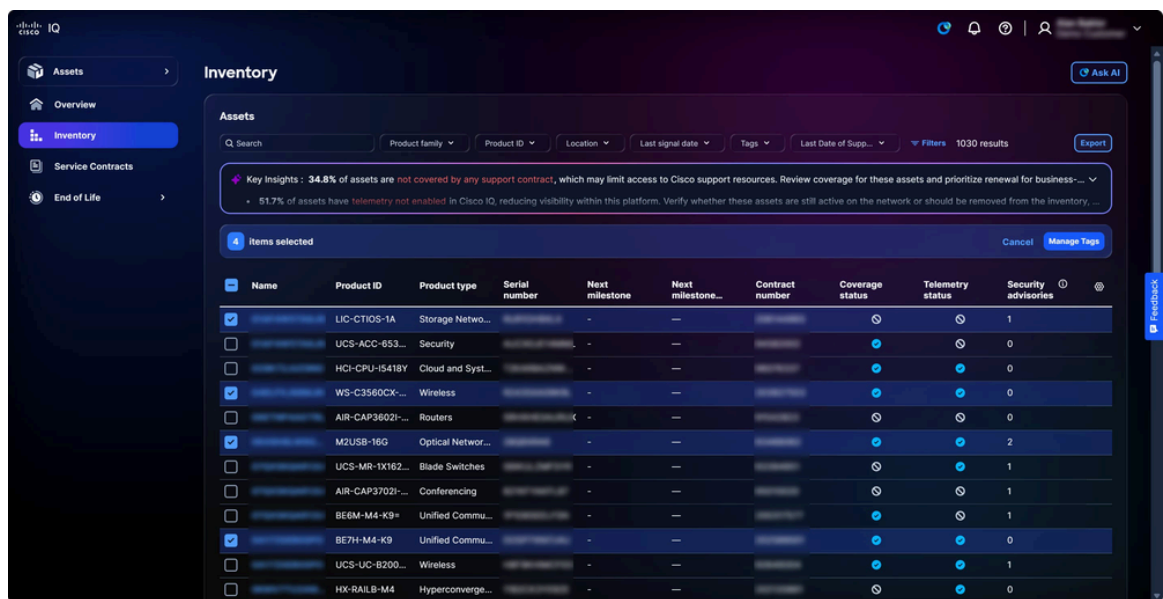 cisco IQ
Assets
Overview
Inventory
Service Contracts
End of Life
Inventory
Ask AI
Assets
Search
Product family
Product ID
Location
Last signal date
Tags
Last Date of Supp...
Filters
1030 results
Export
Key Insights : 34.8% of assets are not covered by any support contract, which may limit access to Cisco support resources. Review coverage for these assets and prioritize renewal for business-...
• 51.7% of assets have telemetry not enabled in Cisco IQ, reducing visibility within this platform. Verify whether these assets are still active on the network or should be removed from the inventory, ...
4 items selected
Cancel
Manage Tags
Name Product ID Product type Serial number Next milestone Next milestone... Contract number Coverage status Telemetry status Security advisories
LIC-CTIOS-1A Storage Netwo... - — 1
UCS-ACC-653... Security - — 0
HCI-CPU-I5418Y Cloud and Syst... - — 0
WS-C3560CX-... Wireless - — 0
AIR-CAP3602I-... Routers - — 0
M2USB-16G Optical Networ... - — 2
UCS-MR-1X162... Blade Switches - — 1
AIR-CAP3702I-... Conferencing - — 1
BE6M-M4-K9= Unified Commu... - — 1
BE7H-M4-K9 Unified Commu... - — 0
UCS-UC-B200... Wireless - — 1
HX-RAILB-M4 Hyperconverge... - — 0
Feedback